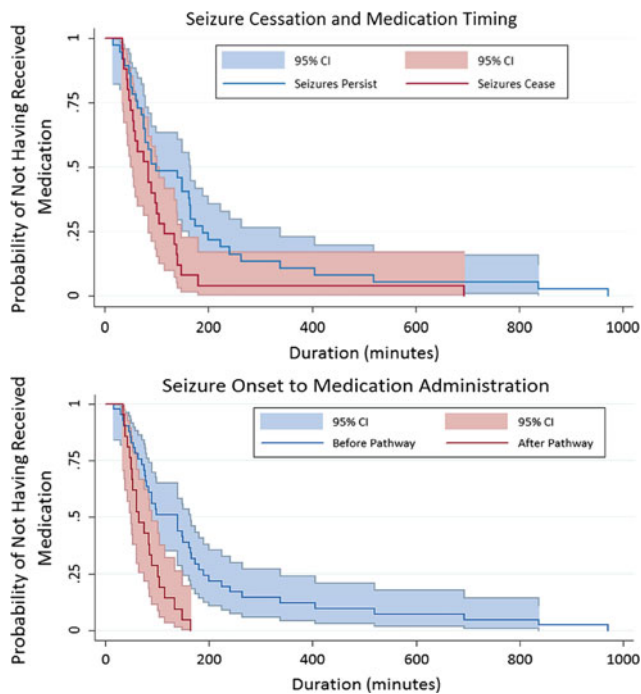 Seizure Cessation and Medication Timing
95% CI 95% CI
Seizures Persist Seizures Cease
Probability of Not Having Received
Medication
1
.75
.5
.25
0
0 200 400 600 800 1000
Duration (minutes)
Seizure Onset to Medication Administration
95% CI 95% CI
Before Pathway After Pathway
Probability of Not Having Received
Medication
1
.75
.5
.25
0
0 200 400 600 800 1000
Duration (minutes)